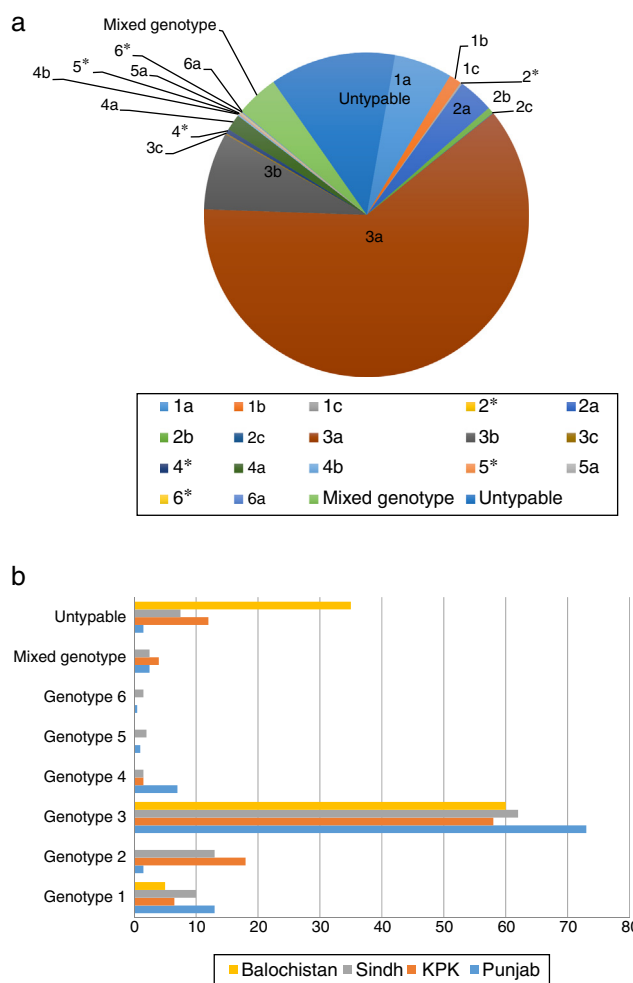 a
Mixed genotype
6*
5*
4b
5a
6a
4a
4*
3c
3b
1a
Untypable
1b
1c
2*
2a
2b
2c
3a
1a 1b 1c 2* 2a
2b 2c 3a 3b 3c
4* 4a 4b 5* 5a
6* 6a Mixed genotype Untypable
b
Untypable
Mixed genotype
Genotype 6
Genotype 5
Genotype 4
Genotype 3
Genotype 2
Genotype 1
0 10 20 30 40 50 60 70 80
Balochistan Sindh KPK Punjab